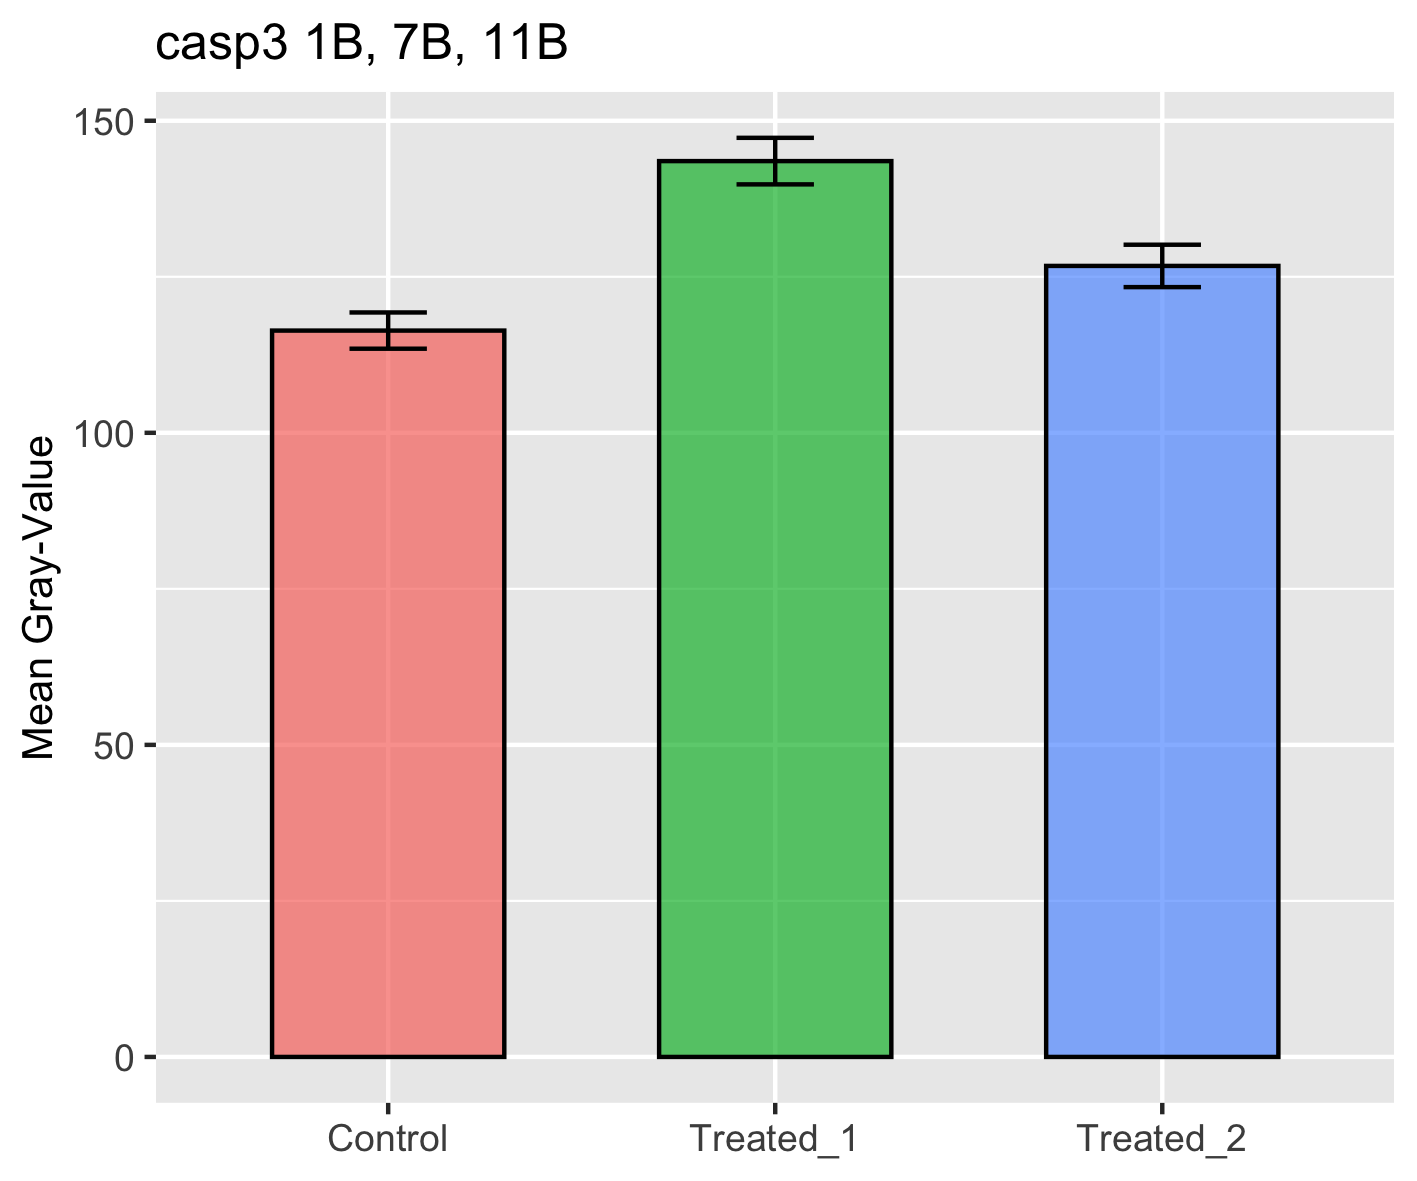 casp3 1B, 7B, 11B
Mean Gray-Value
150
100
50
0
Control
Treated_1
Treated_2